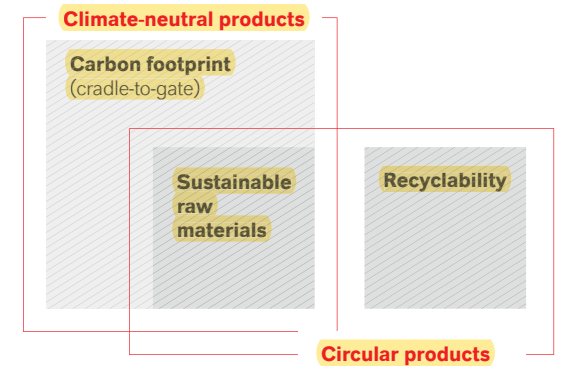 Climate-neutral products
Carbon footprint
(cradle-to-gate)
Sustainable
raw
materials
Recyclability
Circular products